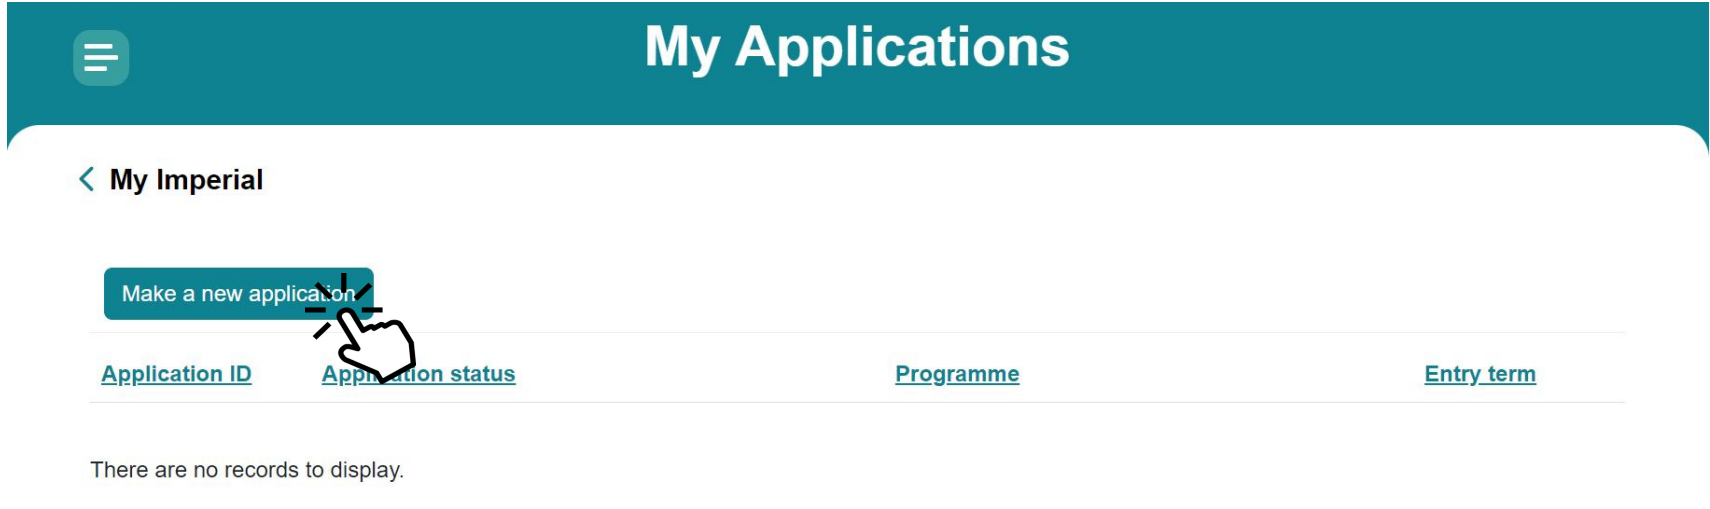 My Applications
My Imperial
Make a new application
Application ID Application status Programme Entry term
There are no records to display.